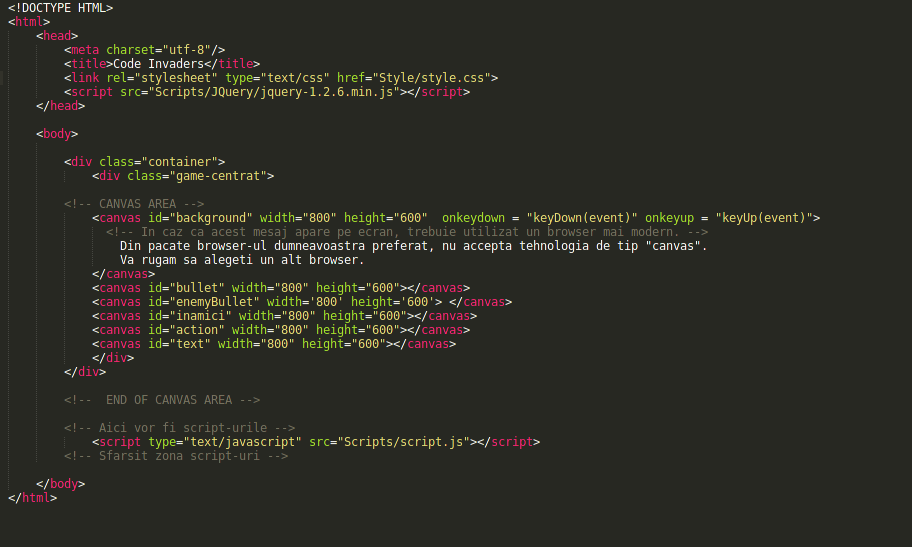 <!DOCTYPE HTML>
<html>
<head>
<meta charset="utf-8"/>
<title>Code Invaders</title>
<link rel="stylesheet" type="text/css" href="Style/style.css">
<script src="Scripts/JQuery/jquery-1.2.6.min.js"></script>
</head>
<body>
<div class="container">
<div class="game-centrat">
<!-- CANVAS AREA -->
<canvas id="background" width="800" height="600"  onkeydown = "keyDown(event)" onkeyup = "keyUp(event)">
<!-- In caz ca acest mesaj apare pe ecran, trebuie utilizat un browser mai modern. -->
Din pacate browser-ul dumneavoastra preferat, nu accepta tehnologia de tip "canvas".
Va rugam sa alegeti un alt browser.
</canvas>
<canvas id="bullet" width="800" height="600"></canvas>
<canvas id="enemyBullet" width='800' height='600'> </canvas>
<canvas id="inamici" width="800" height="600"></canvas>
<canvas id="action" width="800" height="600"></canvas>
<canvas id="text" width="800" height="600"></canvas>
</div>
</div>
<!--  END OF CANVAS AREA -->
<!-- Aici vor fi script-urile -->
<script type="text/javascript" src="Scripts/script.js"></script>
<!-- Sfarsit zona script-uri -->
</body>
</html>